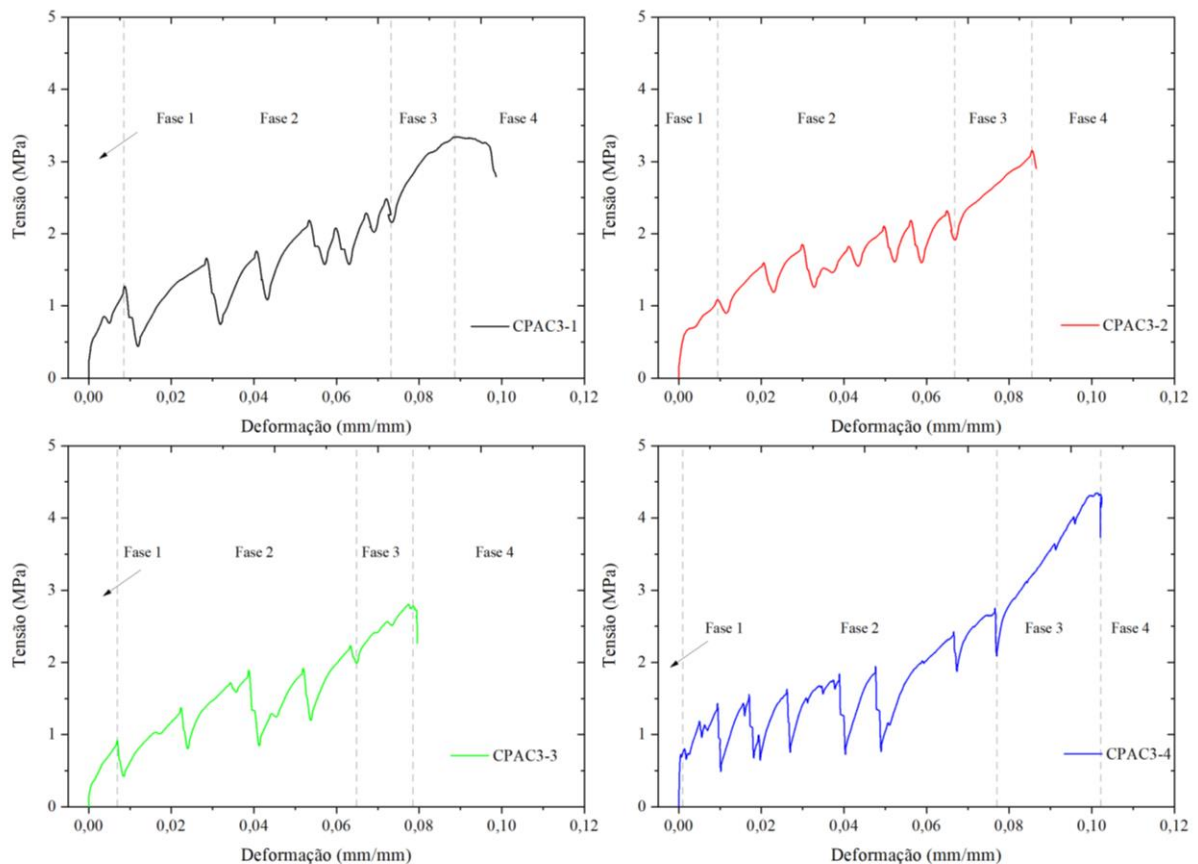 5
4
3
2
1
0
Tensão (MPa)
Fase 1
Fase 2
Fase 3
Fase 4
CPAC3-1
0,00 0,02 0,04 0,06 0,08 0,10 0,12
Deformação (mm/mm)
5
4
3
2
1
0
Tensão (MPa)
Fase 1
Fase 2
Fase 3
Fase 4
CPAC3-2
0,00 0,02 0,04 0,06 0,08 0,10 0,12
Deformação (mm/mm)
5
4
3
2
1
0
Tensão (MPa)
Fase 1
Fase 2
Fase 3
Fase 4
CPAC3-3
0,00 0,02 0,04 0,06 0,08 0,10 0,12
Deformação (mm/mm)
5
4
3
2
1
0
Tensão (MPa)
Fase 1
Fase 2
Fase 3
Fase 4
CPAC3-4
0,00 0,02 0,04 0,06 0,08 0,10 0,12
Deformação (mm/mm)